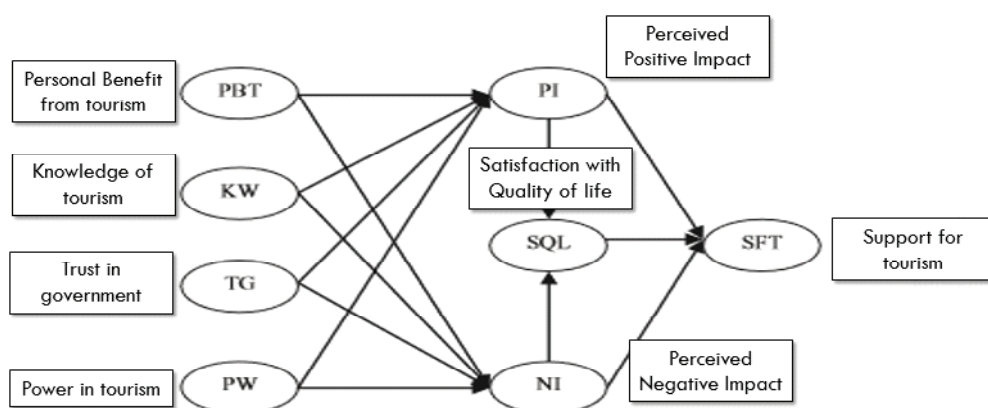 Perceived
Positive Impact
Personal Benefit
from tourism
PBT
PI
Knowledge of
tourism
KW
Satisfaction with
Quality of life
SQL
SFT
Support for
tourism
Trust in
government
TG
Power in tourism
PW
NI
Perceived
Negative Impact